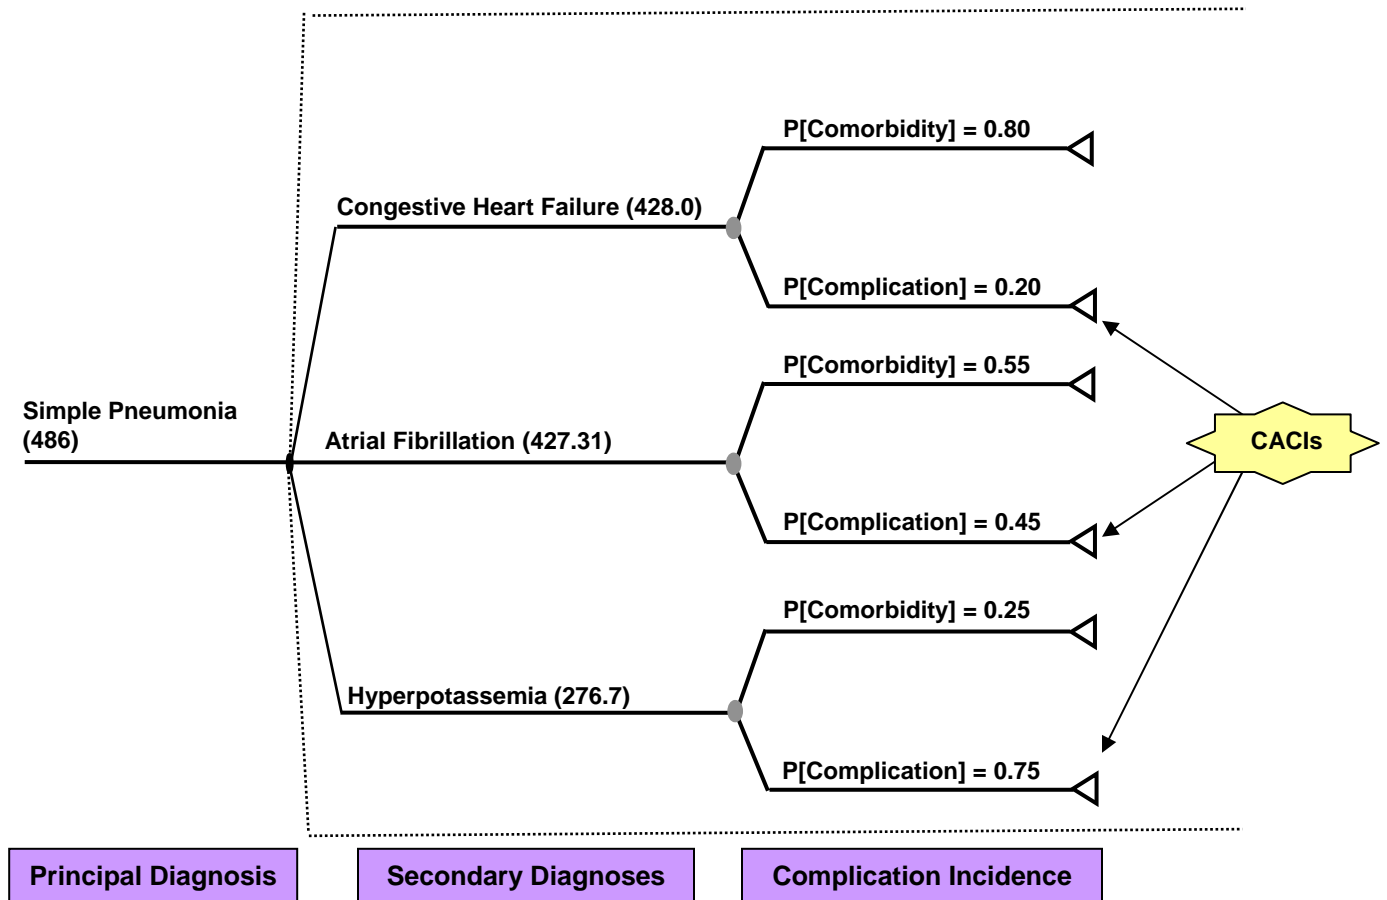 P[Comorbidity] = 0.80
Congestive Heart Failure (428.0)
P[Complication] = 0.20
P[Comorbidity] = 0.55
Simple Pneumonia
(486)
Atrial Fibrillation (427.31)
CACIs
P[Complication] = 0.45
P[Comorbidity] = 0.25
Hyperpotassemia (276.7)
P[Complication] = 0.75
Principal Diagnosis
Secondary Diagnoses
Complication Incidence